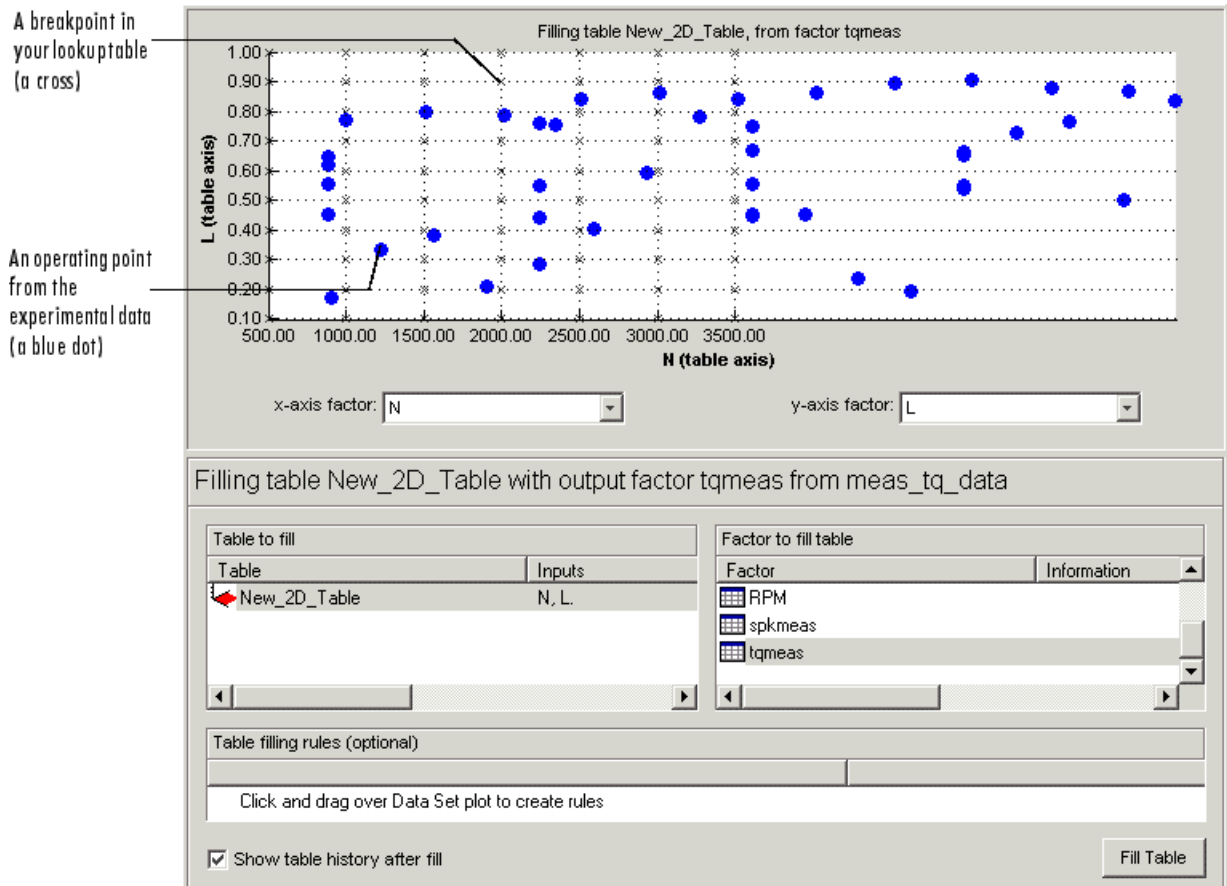 A breakpoint in
your lookup table
(a cross)
An operating point
from the
experimental data
(a blue dot)
Filling table New_2D_Table, from factor tqmeas
L (table axis)
1.00
0.90
0.80
0.70
0.60
0.50
0.40
0.30
0.20
0.10
500.00 1000.00 1500.00 2000.00 2500.00 3000.00 3500.00
N (table axis)
x-axis factor: N
y-axis factor: L
Filling table New_2D_Table with output factor tqmeas from meas_tq_data
Table to fill
Table Inputs
New_2D_Table N, L.
Factor to fill table
Factor Information
RPM
spkmeas
tqmeas
Table filling rules (optional)
Click and drag over Data Set plot to create rules
Show table history after fill
Fill Table